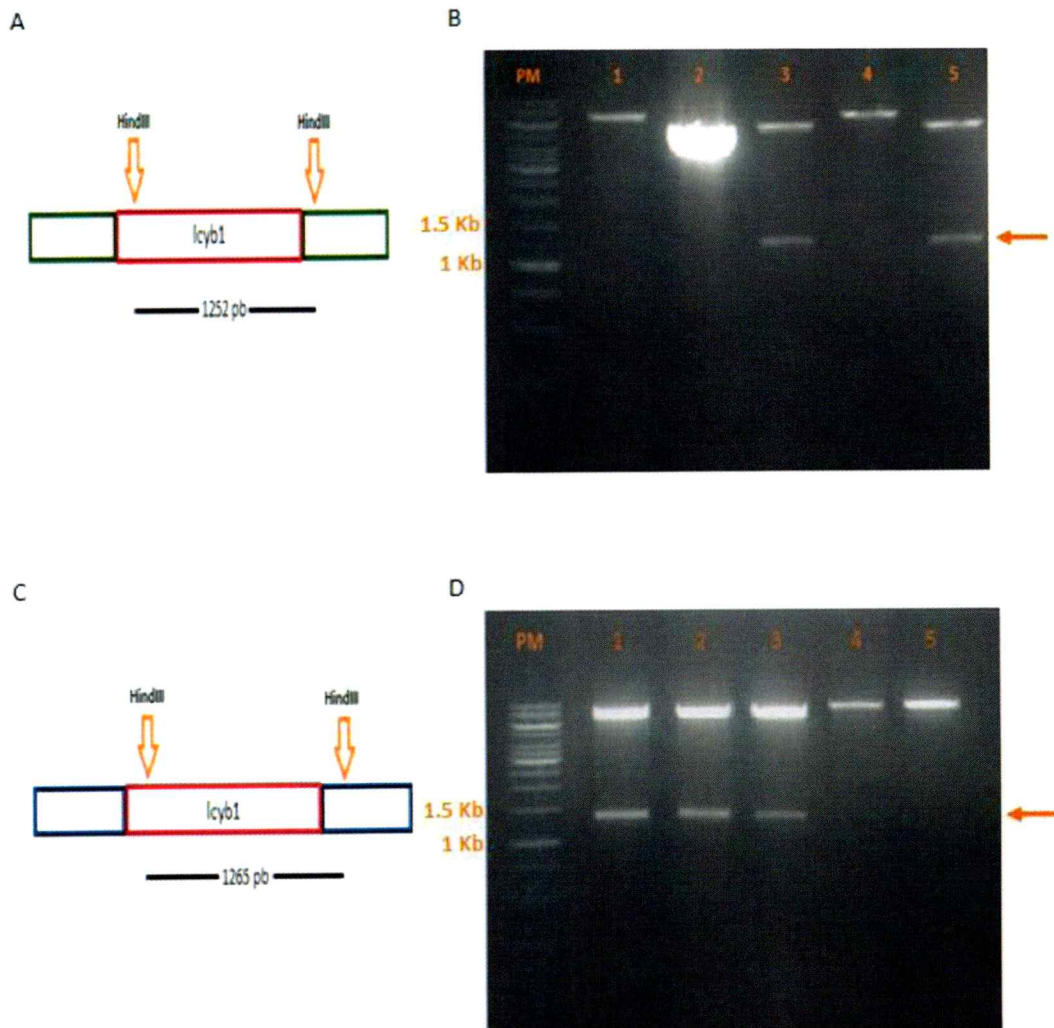 A
HindIII HindIII
lcyb1
1252 pb
B
PM 1 2 3 4 5
1.5 Kb
1 Kb
C
HindIII HindIII
lcyb1
1265 pb
D
PM 1 2 3 4 5
1.5 Kb
1 Kb